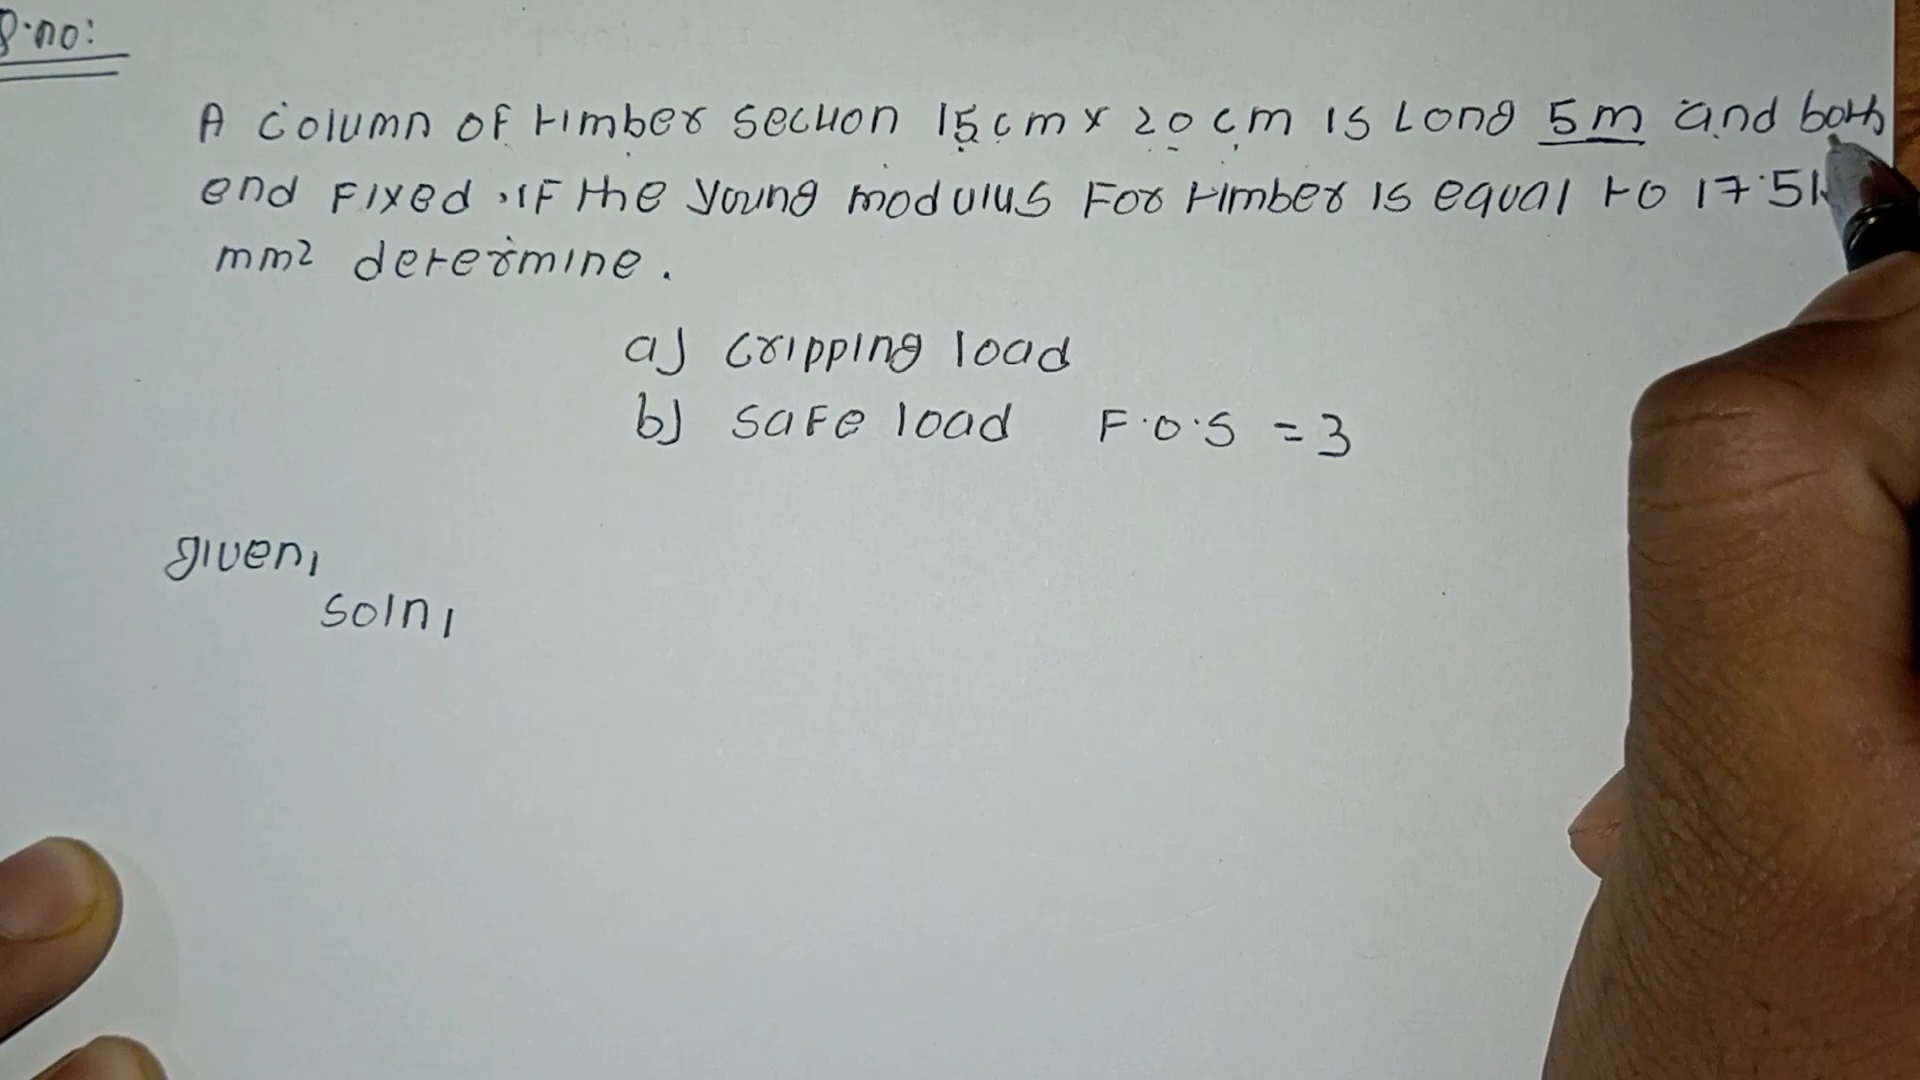 Q.no:
A column of timber section 15cm x 20cm is Long 5m and both
end fixed. if the young modulus For timber is equal to 17.5k
mm2 determine.
a) cripping load
b) safe load F.O.S = 3
given,
soln,